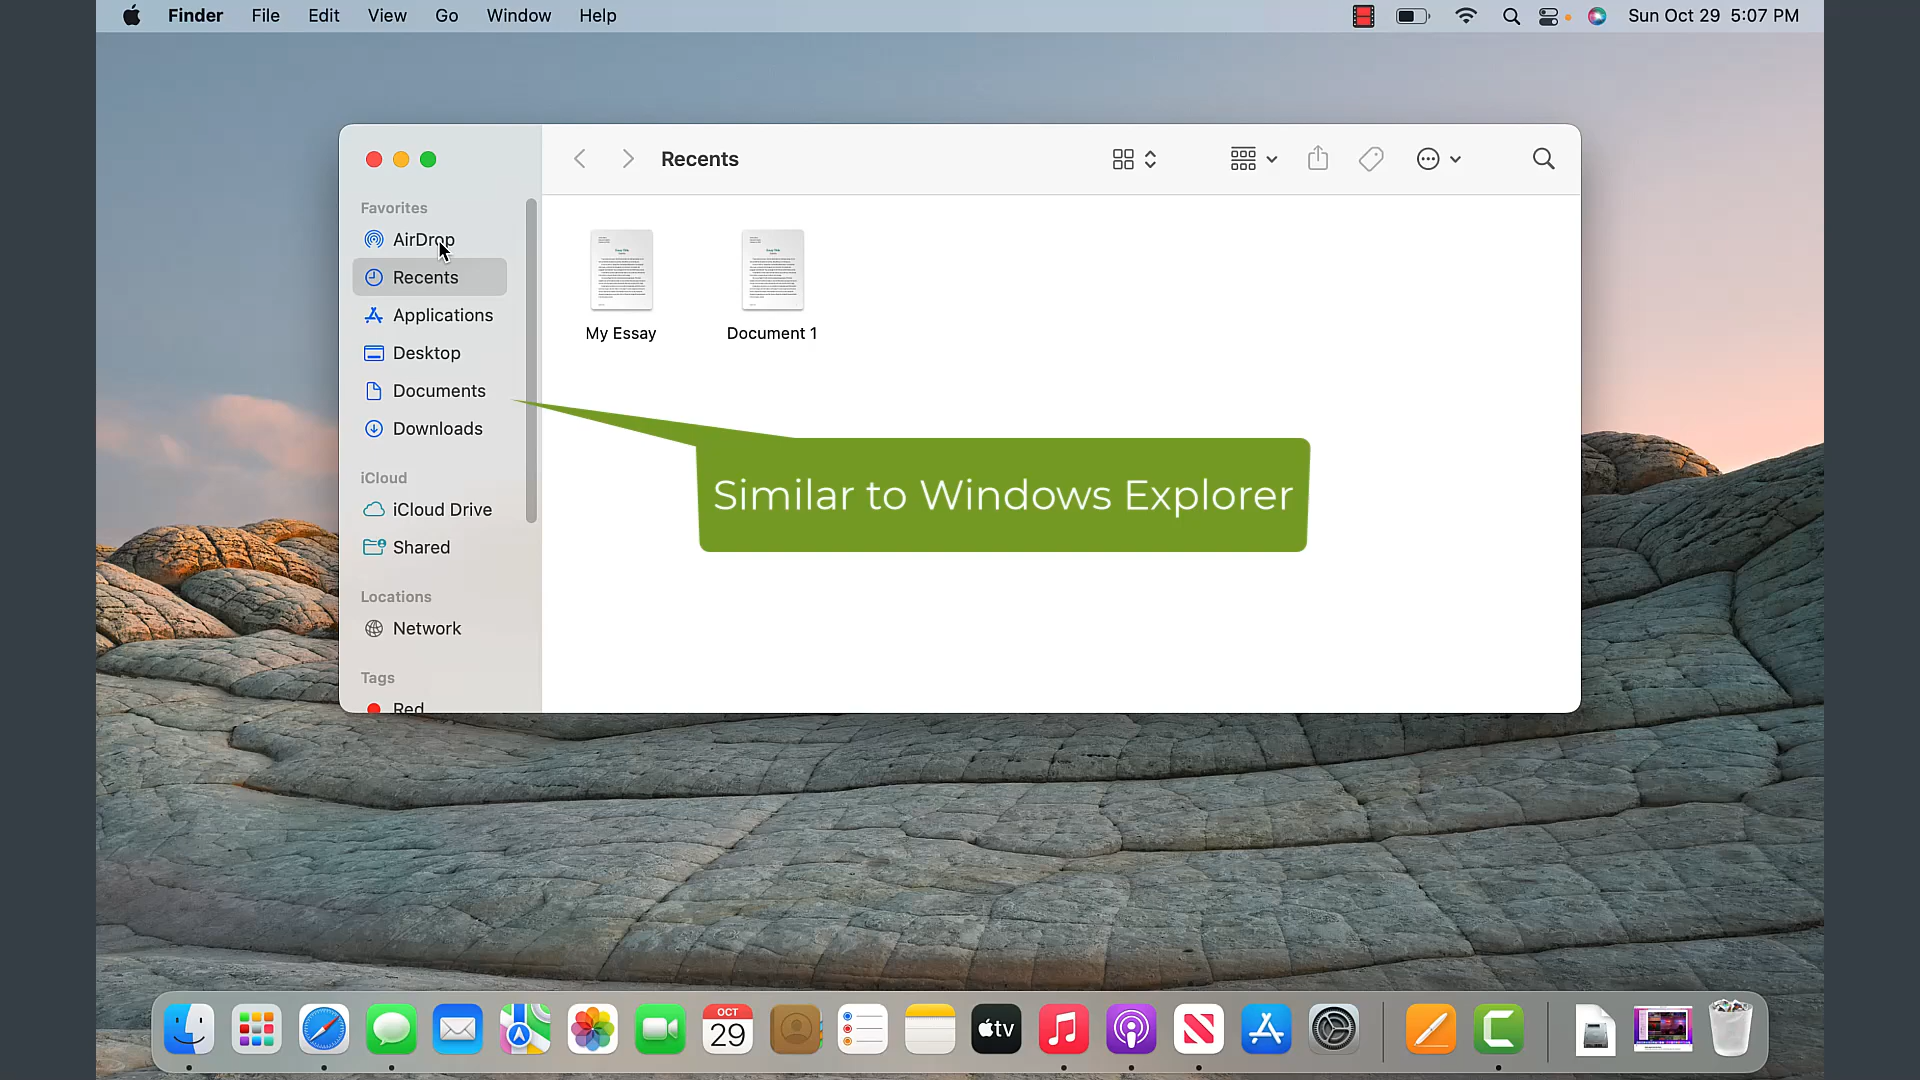 Finder File Edit View Go Window Help Sun Oct 29 5:07 PM
Recents
Favorites
AirDrop
Recents
Applications
Desktop
Documents
Downloads
iCloud
iCloud Drive
Shared
Locations
Network
Tags
Red
My Essay Document 1
Similar to Windows Explorer
OCT
29
tv